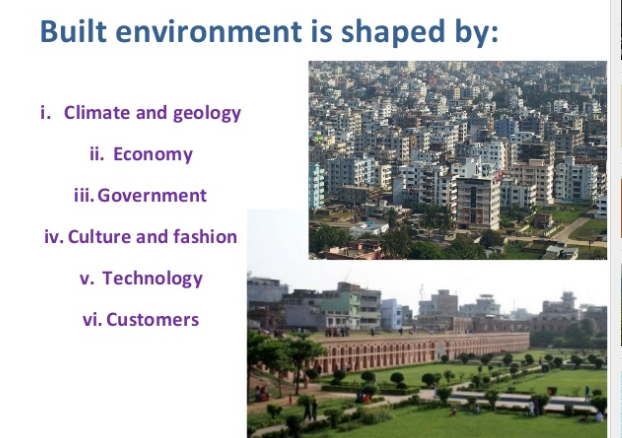 Built environment is shaped by:
i. Climate and geology
ii. Economy
iii. Government
iv. Culture and fashion
v. Technology
vi. Customers